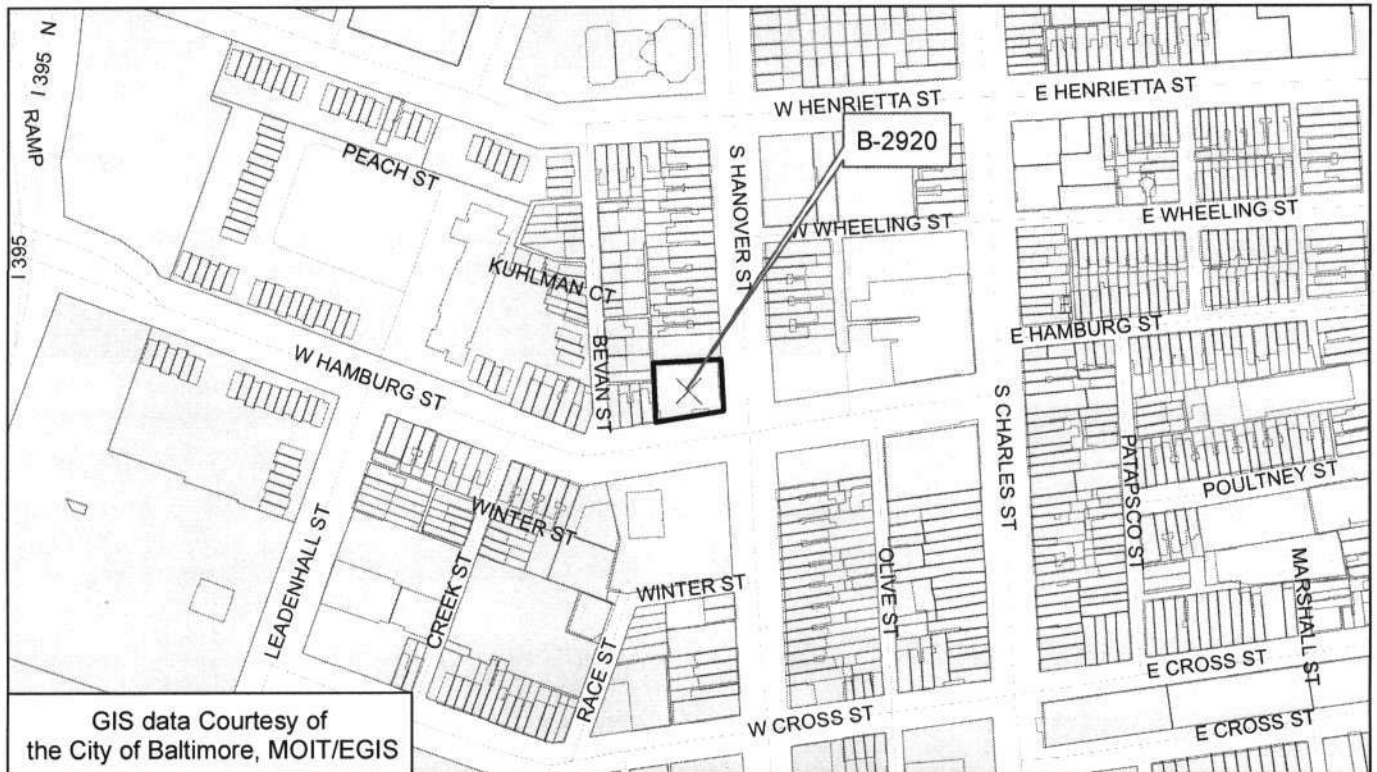 I 395 N
RAMP
I 395
W HENRIETTA ST
E HENRIETTA ST
B-2920
PEACH ST
S HANOVER ST
W WHEELING ST
E WHEELING ST
KUHLMAN CT
BEVAN ST
E HAMBURG ST
W HAMBURG ST
S CHARLES ST
PATAPSCO ST
POULTNEY ST
WINTER ST
LEADENHALL ST
CREEK ST
WINTER ST
OLIVE ST
MARSHALL ST
RACE ST
E CROSS ST
W CROSS ST
E CROSS ST
GIS data Courtesy of
the City of Baltimore, MOIT/EGIS